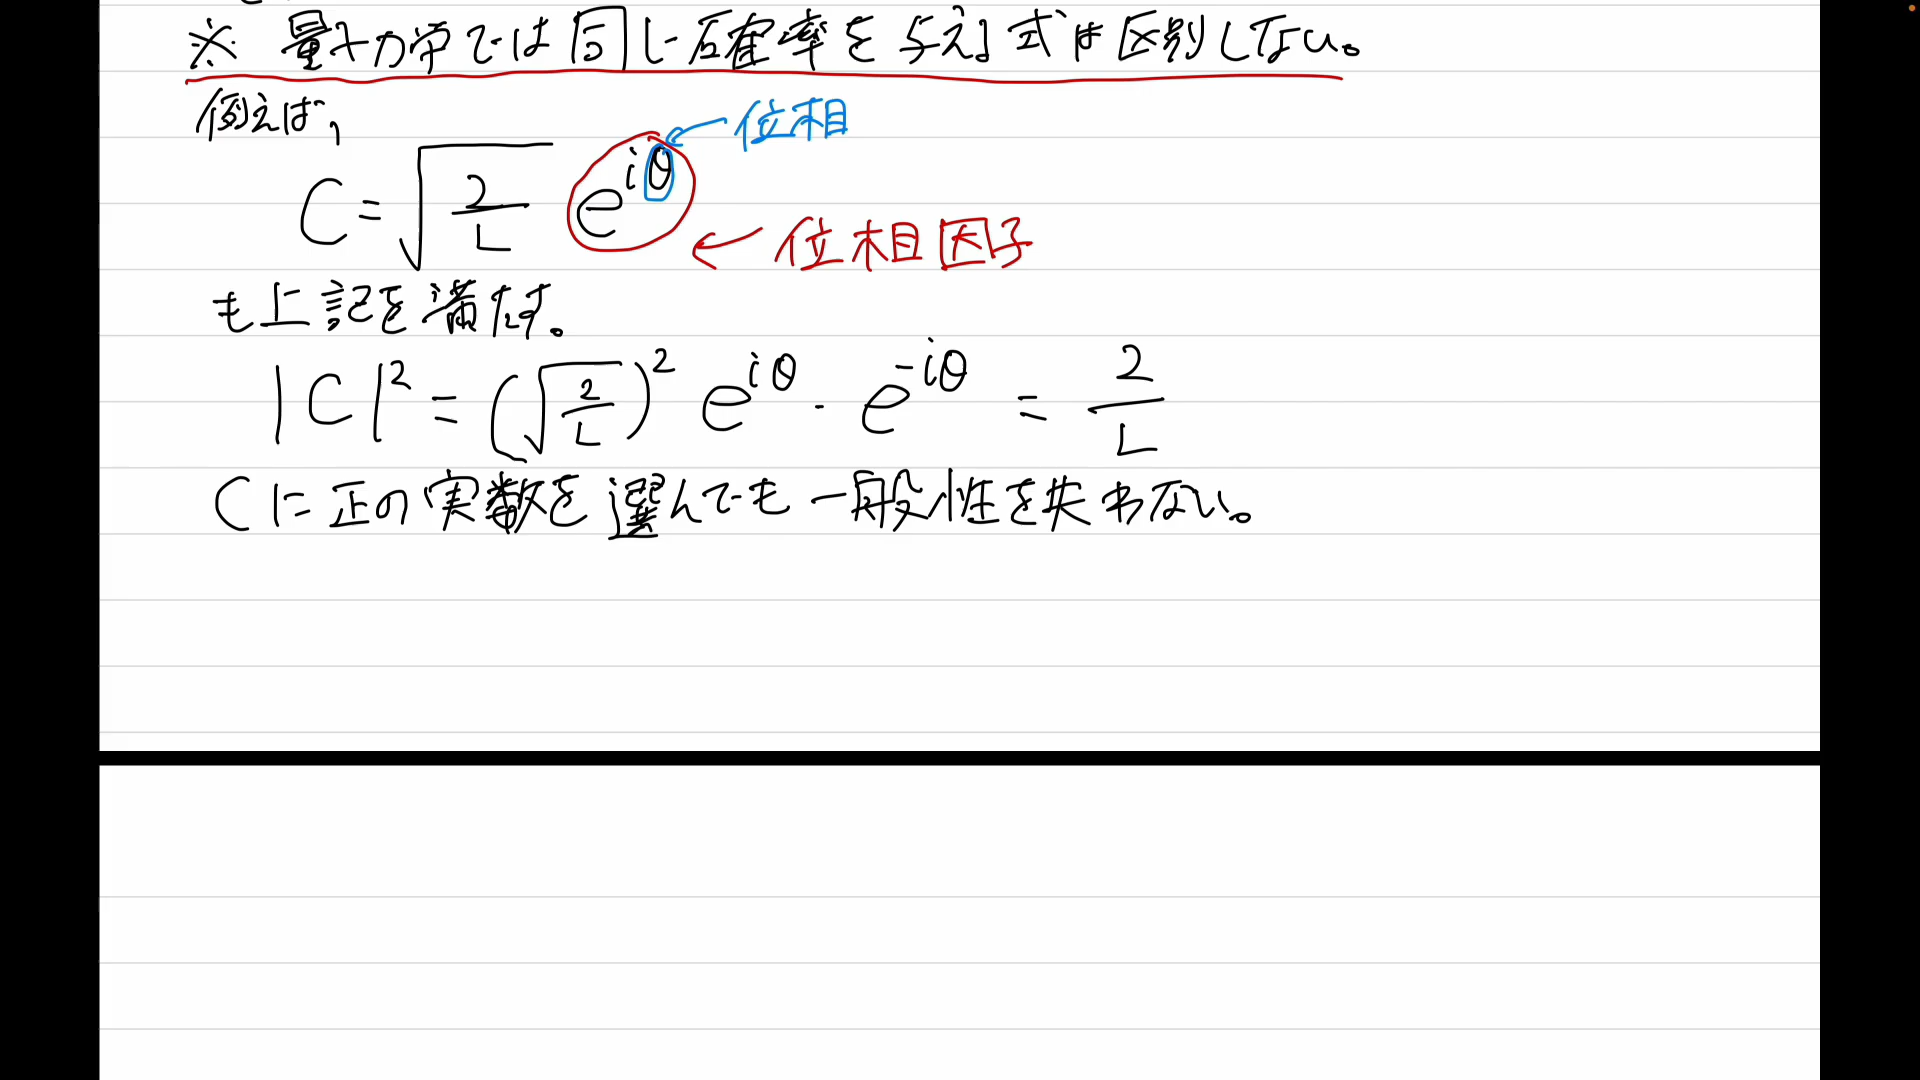 ※ 量子力学では同じ確率を与える式は区別しない。
例えば、
位相
C = √(2/L) e^{iθ}
位相因子
も上記を満たす。
|C|² = (√(2/L))² e^{iθ} · e^{-iθ} = 2/L
Cに正の実数を選んでも一般性を失わない。